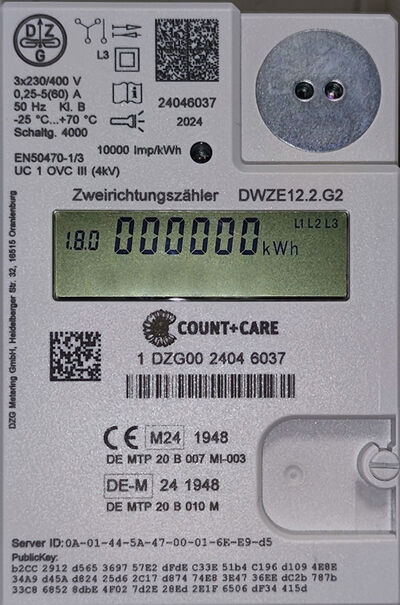 DZG
L3
3x230/400 V
0,25-5(60) A
50 Hz Kl. B
-25 °C...+70 °C
Schaltg. 4000
24046037
2024
10000 Imp/kWh
EN50470-1/3
UC 1 OVC III (4kV)
Zweirichtungszähler DWZE12.2.G2
L1 L2 L3
1.8.0 000000 kWh
COUNT+CARE
1 DZG00 2404 6037
DZG Metering GmbH, Heidelberger Str. 32, 16515 Oranienburg
CE M24 1948
DE MTP 20 B 007 MI-003
DE-M 24 1948
DE MTP 20 B 010 M
Server ID:0A-01-44-5A-47-00-01-6E-E9-d5
PublicKey:
b2CC 2912 d565 3697 57E2 dFdE C33E 51b4 C196 d109 4E8E
34A9 d45A d824 25d6 2C17 d874 74E8 3E47 36EE dC2b 787b
33C8 6852 8dbE 4F02 7d2E 28Ed 2E1F 6506 dF34 415d